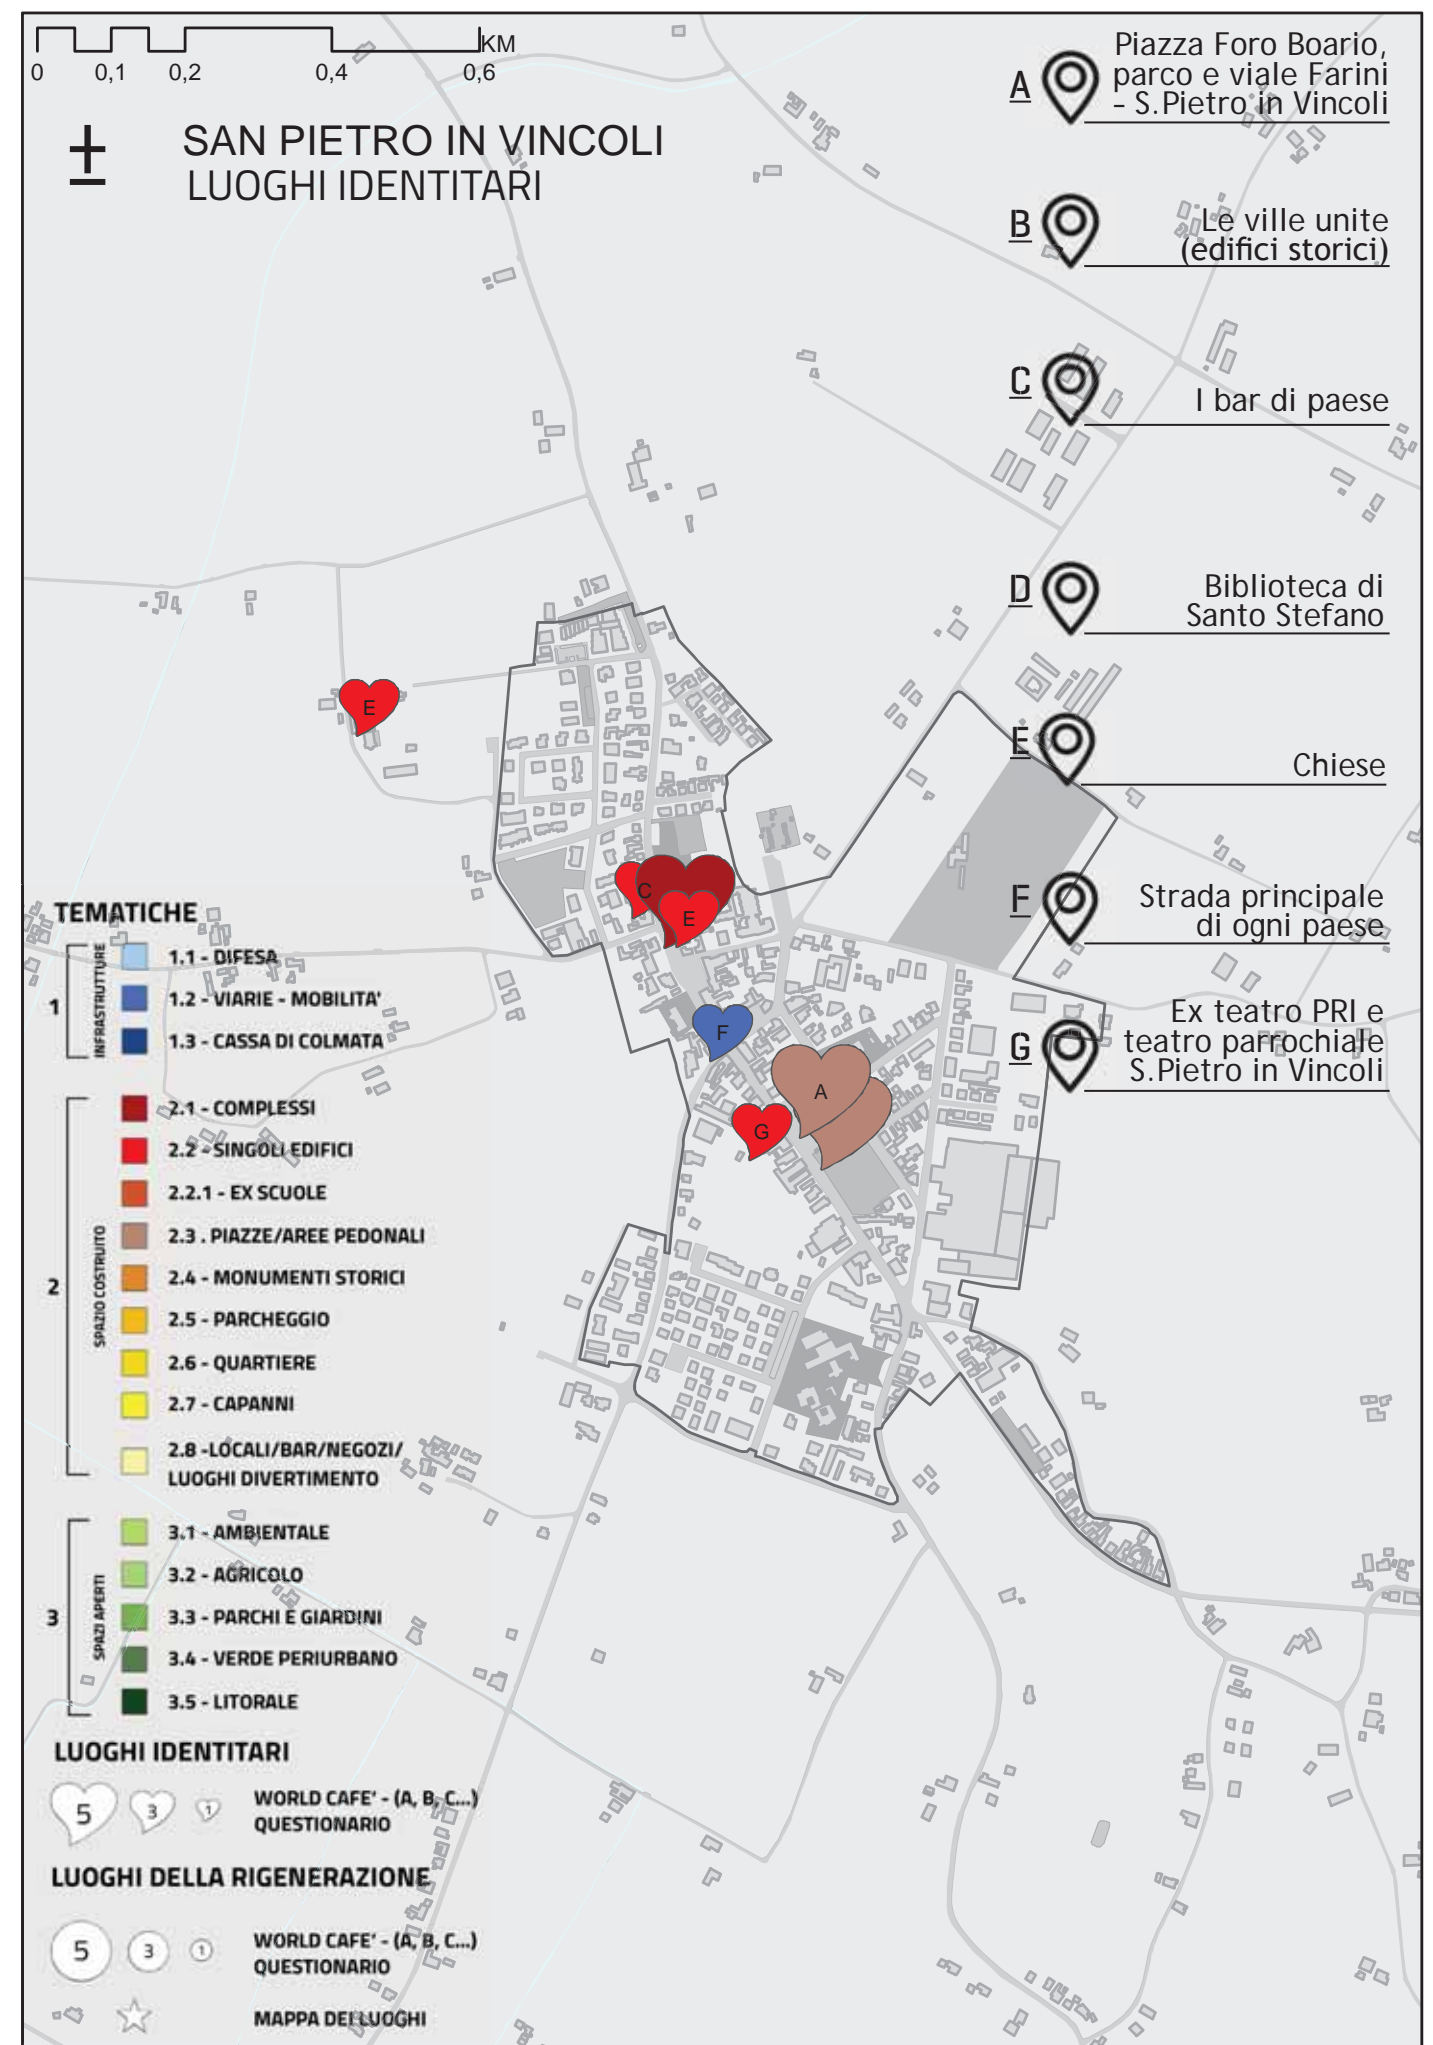 KM
0 0,1 0,2 0,4 0,6
±
SAN PIETRO IN VINCOLI
LUOGHI IDENTITARI
A
Piazza Foro Boario,
parco e viale Farini
- S.Pietro in Vincoli
B
Le ville unite
(edifici storici)
C
I bar di paese
D
Biblioteca di
Santo Stefano
E
Chiese
F
Strada principale
di ogni paese
G
Ex teatro PRI e
teatro parrochiale
S.Pietro in Vincoli
E
C
E
F
A
G
TEMATICHE
1
INFRASTRUTTURE
1.1 - DIFESA
1.2 - VIARIE - MOBILITA'
1.3 - CASSA DI COLMATA
2
SPAZIO COSTRUITO
2.1 - COMPLESSI
2.2 - SINGOLI EDIFICI
2.2.1 - EX SCUOLE
2.3 . PIAZZE/AREE PEDONALI
2.4 - MONUMENTI STORICI
2.5 - PARCHEGGIO
2.6 - QUARTIERE
2.7 - CAPANNI
2.8 -LOCALI/BAR/NEGOZI/
LUOGHI DIVERTIMENTO
3
SPAZI APERTI
3.1 - AMBIENTALE
3.2 - AGRICOLO
3.3 - PARCHI E GIARDINI
3.4 - VERDE PERIURBANO
3.5 - LITORALE
LUOGHI IDENTITARI
5 3 1
WORLD CAFE' - (A, B, C...)
QUESTIONARIO
LUOGHI DELLA RIGENERAZIONE
5 3 1
WORLD CAFE' - (A, B, C...)
QUESTIONARIO
MAPPA DEI LUOGHI